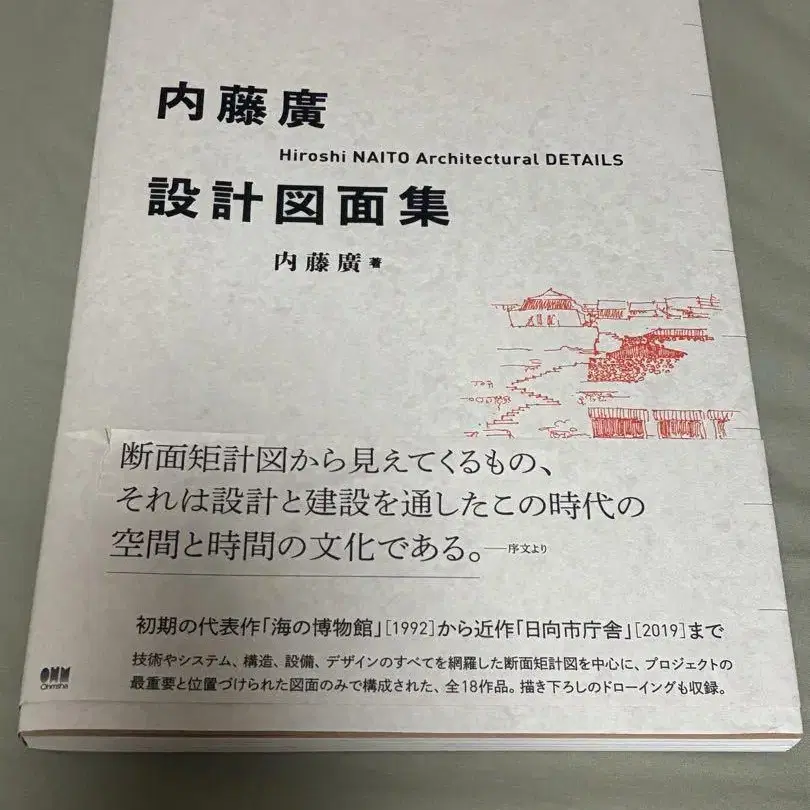 内藤廣
Hiroshi NAITO Architectural DETAILS
設計図面集
内藤廣 著
断面矩計図から見えてくるもの、
それは設計と建設を通したこの時代の
空間と時間の文化である。──序文より
初期の代表作「海の博物館」[1992]から近作「日向市庁舎」[2019]まで
技術やシステム、構造、設備、デザインのすべてを網羅した断面矩計図を中心に、プロジェクトの
最重要と位置づけられた図面のみで構成された、全18作品。描き下ろしのドローイングも収録。
OHM
Ohmsha